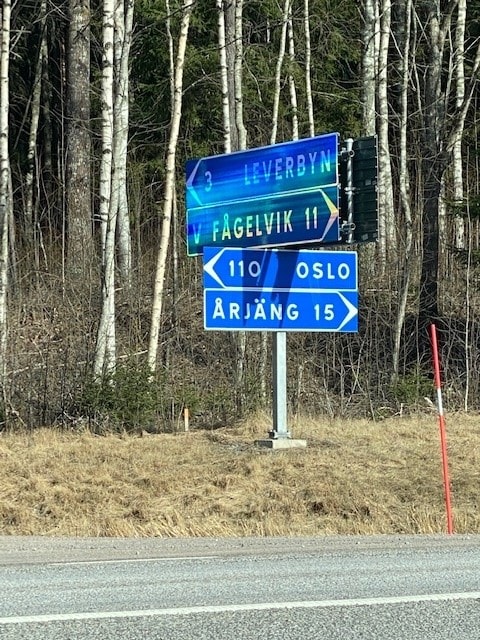 3 LEVERBYN
V FÅGELVIK 11
110 OSLO
ÅRJÄNG 15